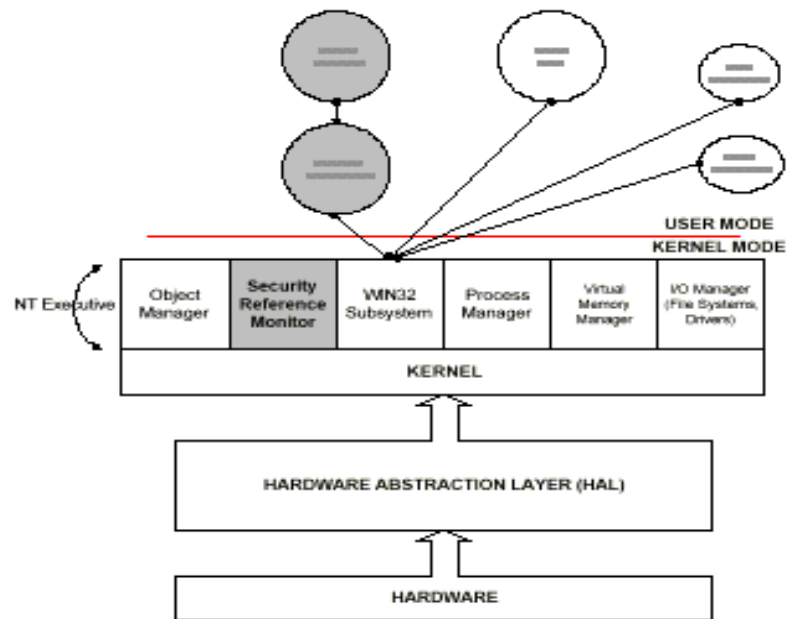 USER MODE
KERNEL MODE
NT Executive
Object
Manager
Security
Reference
Monitor
WIN32
Subsystem
Process
Manager
Virtual
Memory
Manager
I/O Manager
(File Systems,
Drivers)
KERNEL
HARDWARE ABSTRACTION LAYER (HAL)
HARDWARE